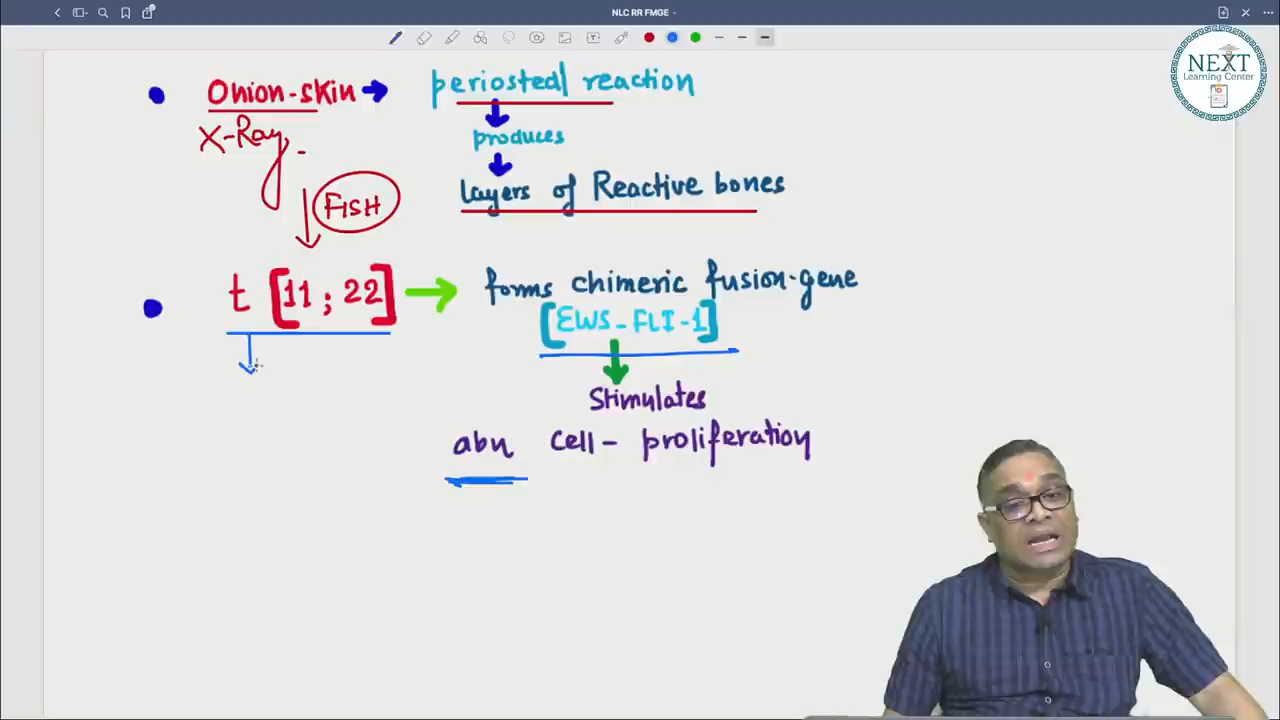 NLC RR FMGE
NEXT
Learning Center
Onion-skin
periosteal reaction
X-Ray
produces
layers of Reactive bones
FISH
t [11 ; 22]
forms chimeric fusion-gene
[EWS-FLI-1]
Stimulates
abn cell-proliferation